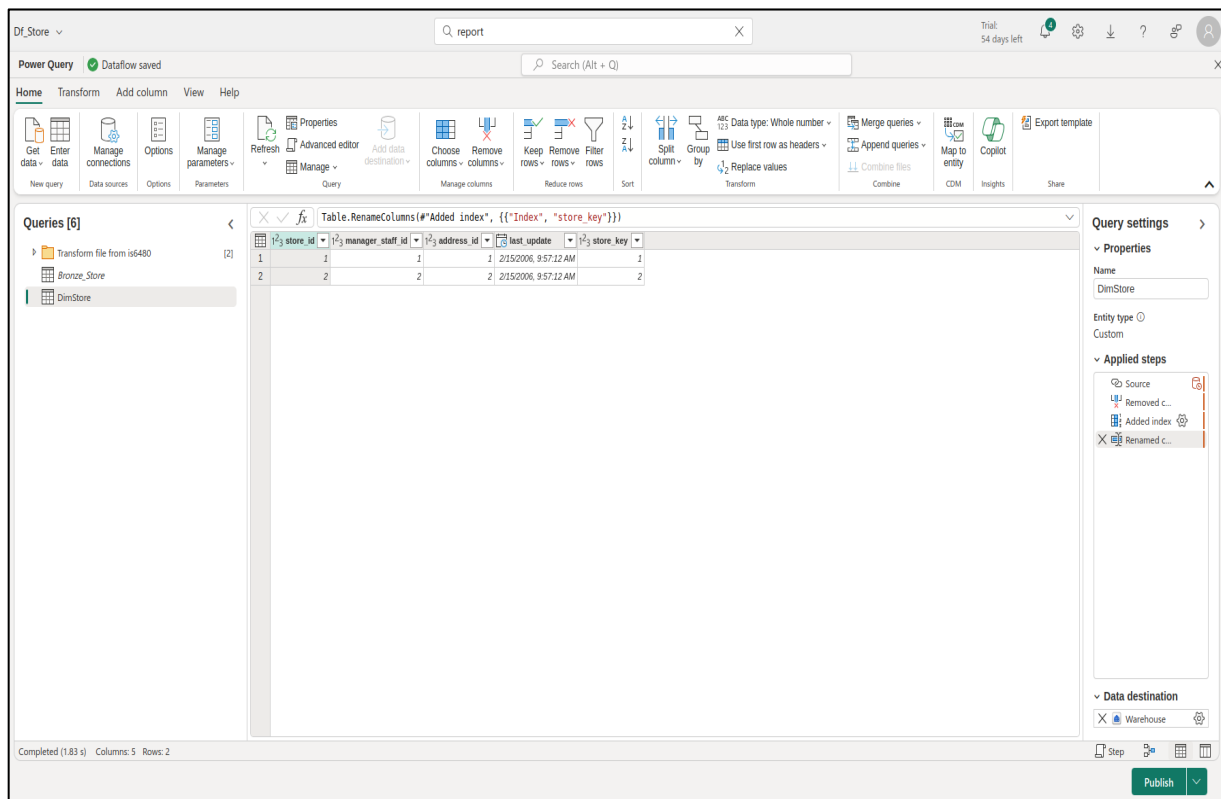 Df_Store
report
Trial:
54 days left
4
Power Query
Dataflow saved
Search (Alt + Q)
Home Transform Add column View Help
Get data
Enter data
Manage connections
Options
Manage parameters
Refresh
Properties
Advanced editor
Manage
Add data destination
Choose columns
Remove columns
Keep rows
Remove rows
Filter rows
Split column
Group by
Data type: Whole number
Use first row as headers
Replace values
Merge queries
Append queries
Combine files
Map to entity
Copilot
Export template
New query
Data sources
Options
Parameters
Query
Manage columns
Reduce rows
Sort
Transform
Combine
CDM
Insights
Share
Queries [6]
Transform file from is6480 [2]
Bronze_Store
DimStore
fx Table.RenameColumns(#"Added index", {{"Index", "store_key"}})
store_id manager_staff_id address_id last_update store_key
1 1 1 1 2/15/2006, 9:57:12 AM 1
2 2 2 2 2/15/2006, 9:57:12 AM 2
Query settings
Properties
Name
DimStore
Entity type
Custom
Applied steps
Source
Removed c...
Added index
Renamed c...
Data destination
Warehouse
Completed (1.83 s) Columns: 5 Rows: 2
Step
Publish